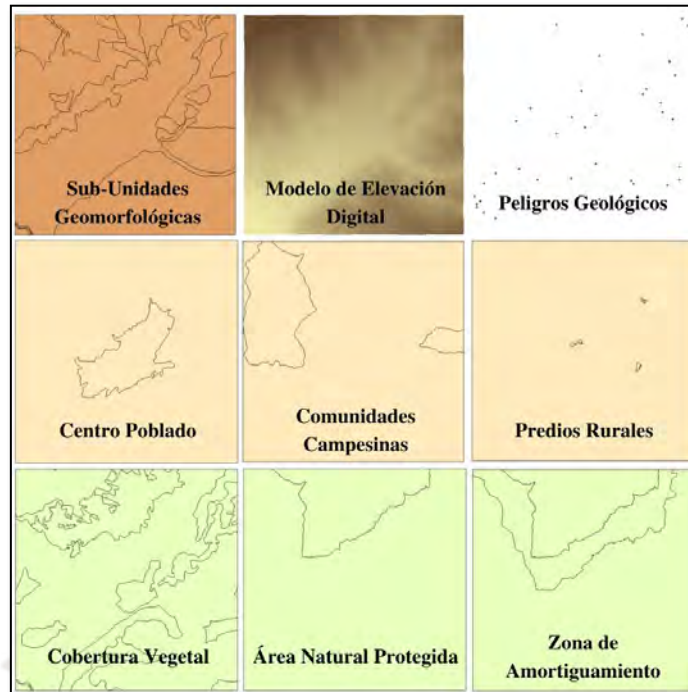 Sub-Unidades
Geomorfológicas
Modelo de Elevación
Digital
Peligros Geológicos
Centro Poblado
Comunidades
Campesinas
Predios Rurales
Cobertura Vegetal
Área Natural Protegida
Zona de
Amortiguamiento